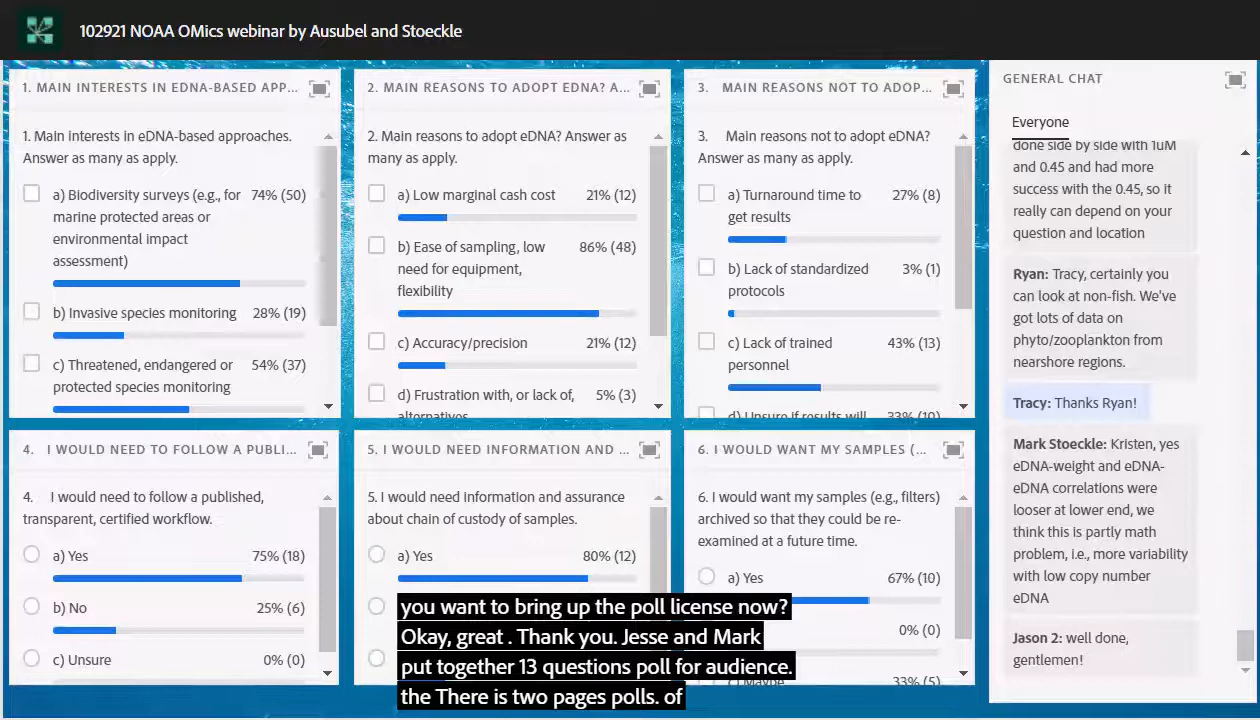 102921 NOAA OMics webinar by Ausubel and Stoeckle
1. MAIN INTERESTS IN EDNA-BASED APP...
1. Main interests in eDNA-based approaches.
Answer as many as apply.
a) Biodiversity surveys (e.g., for 74% (50)
marine protected areas or
environmental impact
assessment)
b) Invasive species monitoring 28% (19)
c) Threatened, endangered or 54% (37)
protected species monitoring
2. MAIN REASONS TO ADOPT EDNA? A...
2. Main reasons to adopt eDNA? Answer as
many as apply.
a) Low marginal cash cost 21% (12)
b) Ease of sampling, low 86% (48)
need for equipment,
flexibility
c) Accuracy/precision 21% (12)
d) Frustration with, or lack of, 5% (3)
alternatives
3. MAIN REASONS NOT TO ADOP...
3. Main reasons not to adopt eDNA?
Answer as many as apply.
a) Turnaround time to 27% (8)
get results
b) Lack of standardized 3% (1)
protocols
c) Lack of trained 43% (13)
personnel
d) Unsure if results will 33% (10)
4. I WOULD NEED TO FOLLOW A PUBLI...
4. I would need to follow a published,
transparent, certified workflow.
a) Yes 75% (18)
b) No 25% (6)
c) Unsure 0% (0)
5. I WOULD NEED INFORMATION AND ...
5. I would need information and assurance
about chain of custody of samples.
a) Yes 80% (12)
6. I WOULD WANT MY SAMPLES (...
6. I would want my samples (e.g., filters)
archived so that they could be re-
examined at a future time.
a) Yes 67% (10)
0% (0)
c) Maybe 33% (5)
you want to bring up the poll license now?
Okay, great . Thank you. Jesse and Mark
put together 13 questions poll for audience.
the There is two pages polls. of
GENERAL CHAT
Everyone
done side by side with 1uM
and 0.45 and had more
success with the 0.45, so it
really can depend on your
question and location
Ryan: Tracy, certainly you
can look at non-fish. We've
got lots of data on
phyto/zooplankton from
nearshore regions.
Tracy: Thanks Ryan!
Mark Stoeckle: Kristen, yes
eDNA-weight and eDNA-
eDNA correlations were
looser at lower end, we
think this is partly math
problem, i.e., more variability
with low copy number
eDNA
Jason 2: well done,
gentlemen!